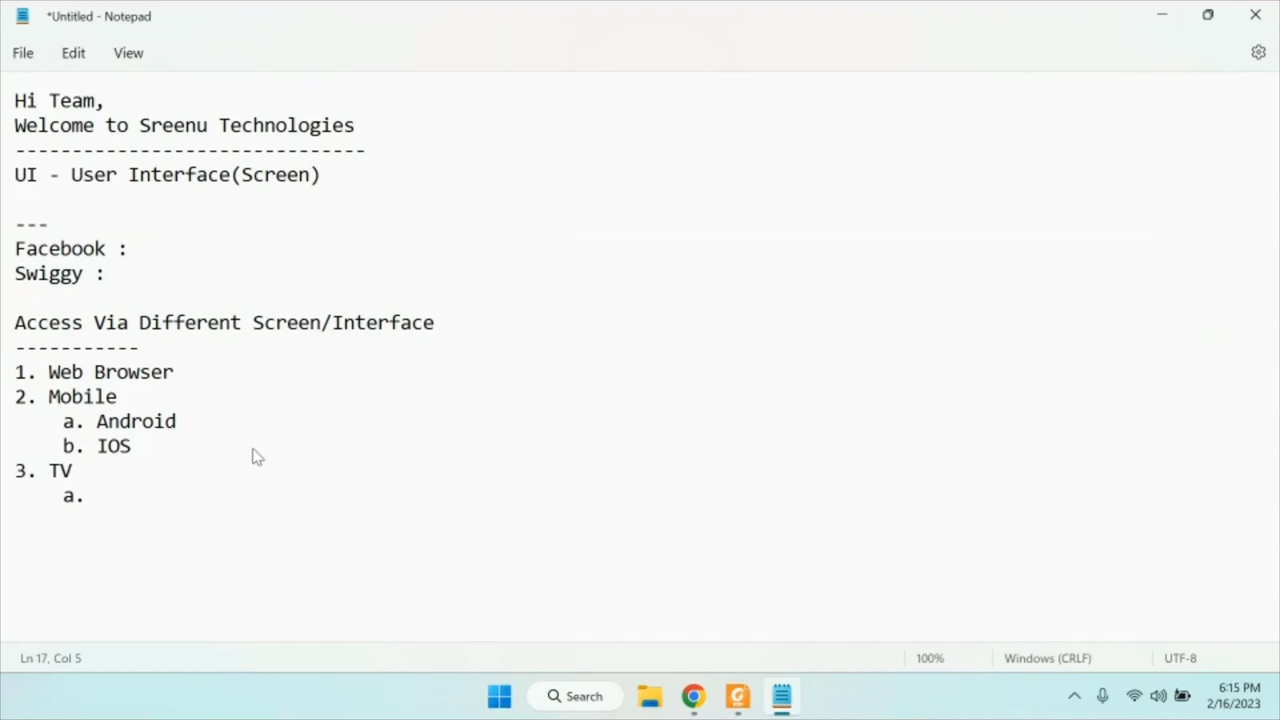 *Untitled - Notepad
File Edit View
Hi Team,
Welcome to Sreenu Technologies
-------------------------------
UI - User Interface(Screen)
---
Facebook :
Swiggy :
Access Via Different Screen/Interface
-----------
1. Web Browser
2. Mobile
a. Android
b. IOS
3. TV
a.
Ln 17, Col 5 100% Windows (CRLF) UTF-8
Search
6:15 PM
2/16/2023